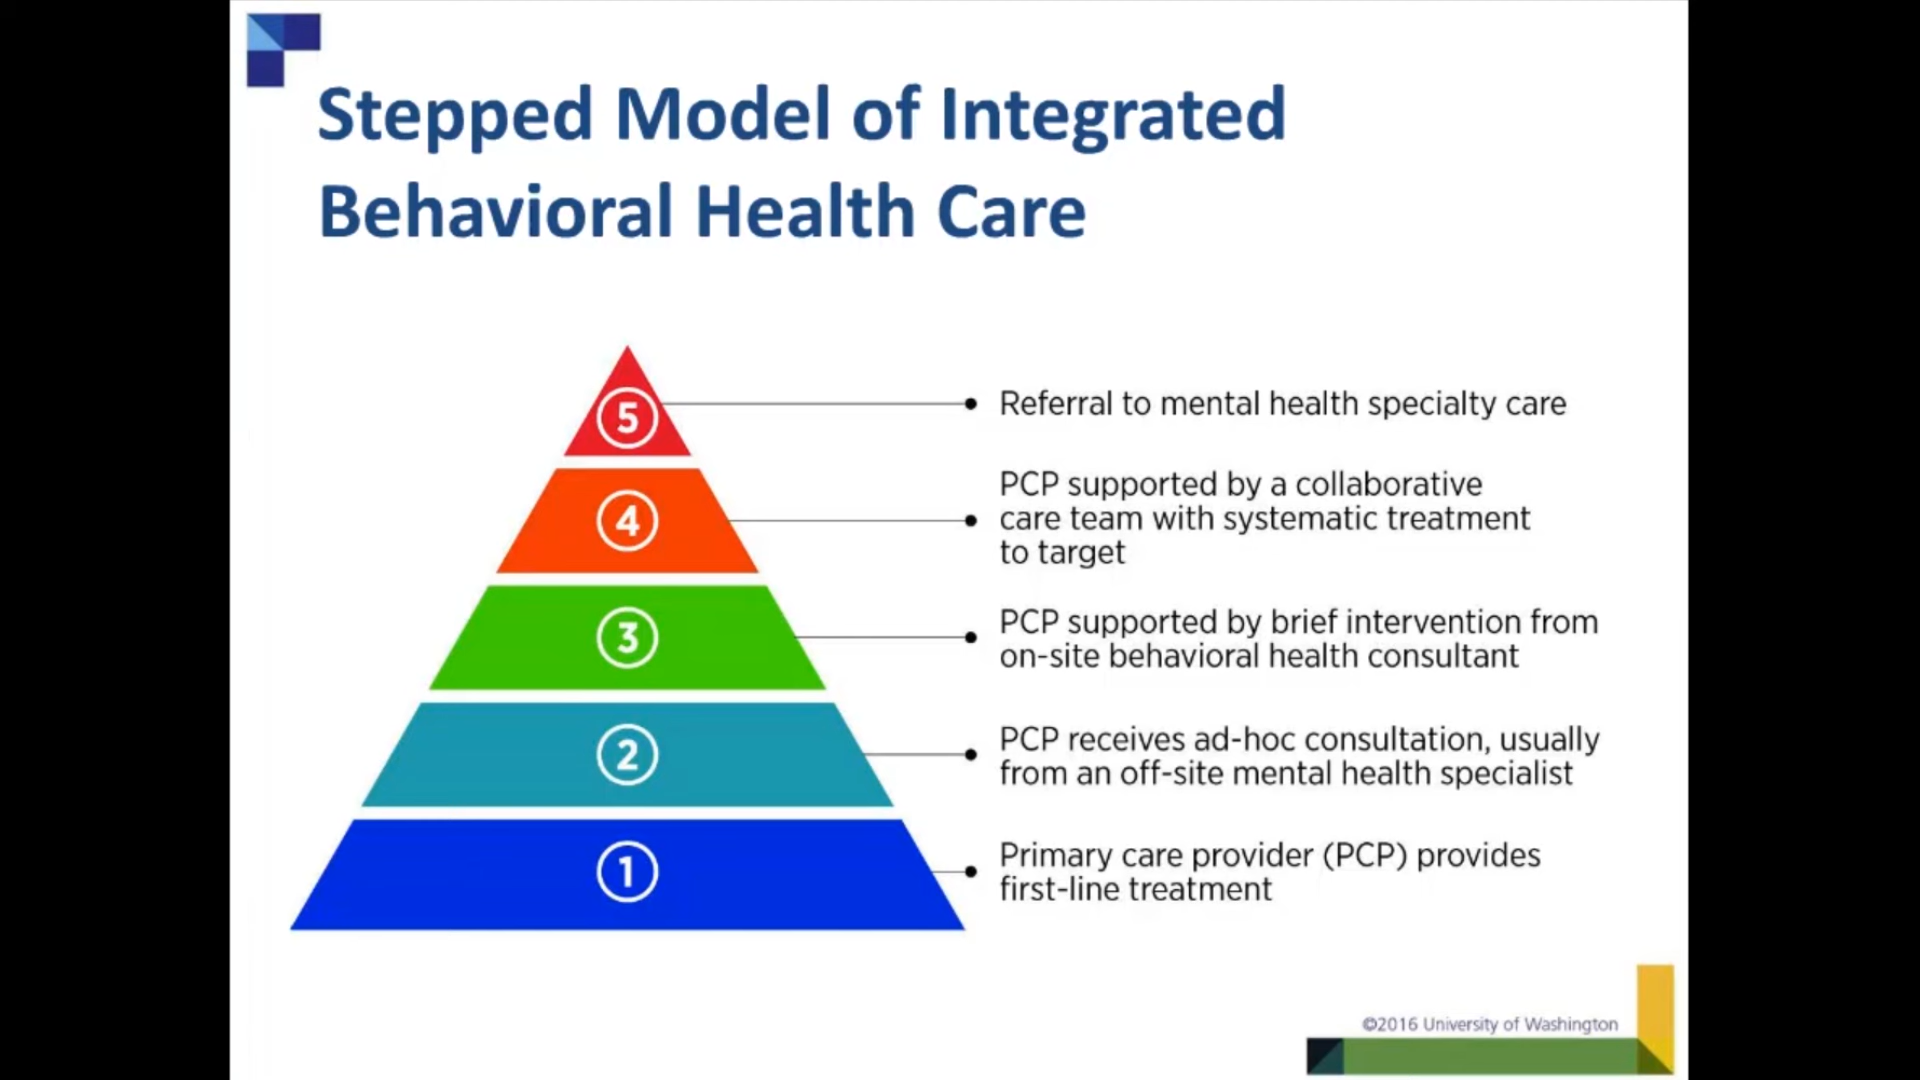 Stepped Model of Integrated
Behavioral Health Care
5
Referral to mental health specialty care
4
PCP supported by a collaborative
care team with systematic treatment
to target
3
PCP supported by brief intervention from
on-site behavioral health consultant
2
PCP receives ad-hoc consultation, usually
from an off-site mental health specialist
1
Primary care provider (PCP) provides
first-line treatment
©2016 University of Washington